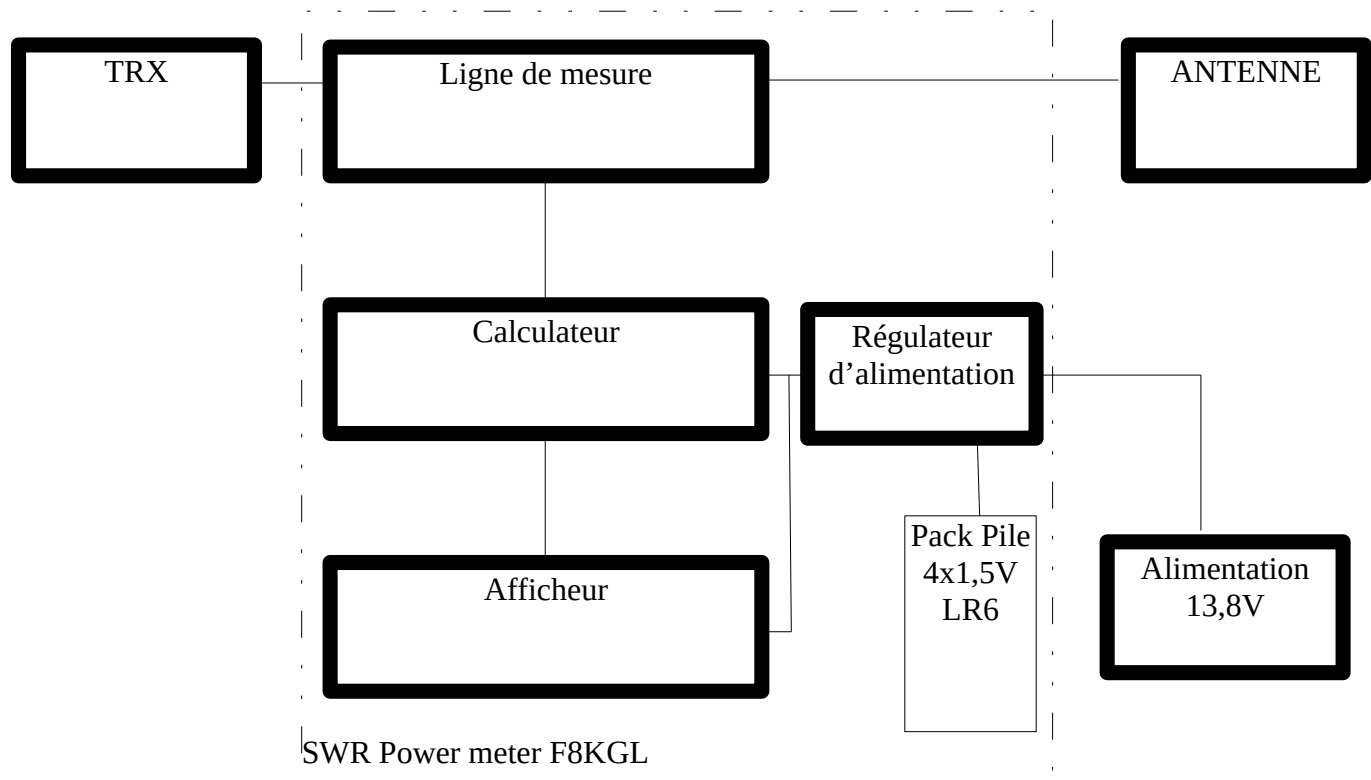 TRX
Ligne de mesure
ANTENNE
Calculateur
Régulateur
d’alimentation
Pack Pile
4x1,5V
LR6
Alimentation
13,8V
Afficheur
SWR Power meter F8KGL